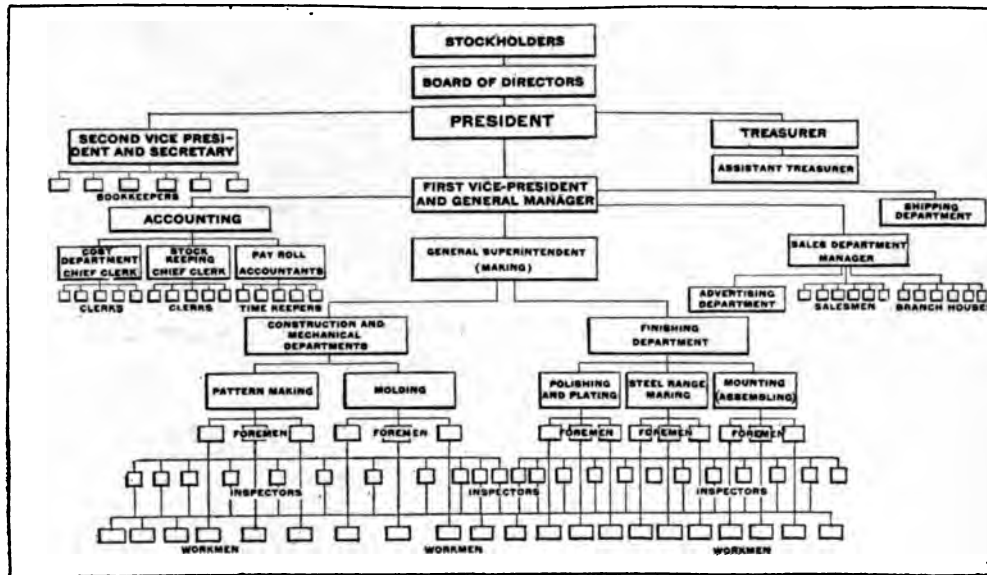 STOCKHOLDERS
BOARD OF DIRECTORS
PRESIDENT
SECOND VICE PRESI-
DENT AND SECRETARY
TREASURER
ASSISTANT TREASURER
BOOKKEEPERS
FIRST VICE-PRESIDENT
AND GENERAL MANAGER
SHIPPING
DEPARTMENT
ACCOUNTING
COST
DEPARTMENT
CHIEF CLERK
STOCK
KEEPING
CHIEF CLERK
PAY ROLL
ACCOUNTANTS
GENERAL SUPERINTENDENT
(MAKING)
SALES DEPARTMENT
MANAGER
CLERKS
CLERKS
TIME KEEPERS
ADVERTISING
DEPARTMENT
SALESMEN
BRANCH HOUSES
CONSTRUCTION AND
MECHANICAL
DEPARTMENTS
FINISHING
DEPARTMENT
PATTERN MAKING
MOLDING
POLISHING
AND PLATING
STEEL RANGE
MAKING
MOUNTING
(ASSEMBLING)
FOREMEN
FOREMEN
FOREMEN
FOREMEN
FOREMEN
INSPECTORS
INSPECTORS
INSPECTORS
WORKMEN
WORKMEN
WORKMEN